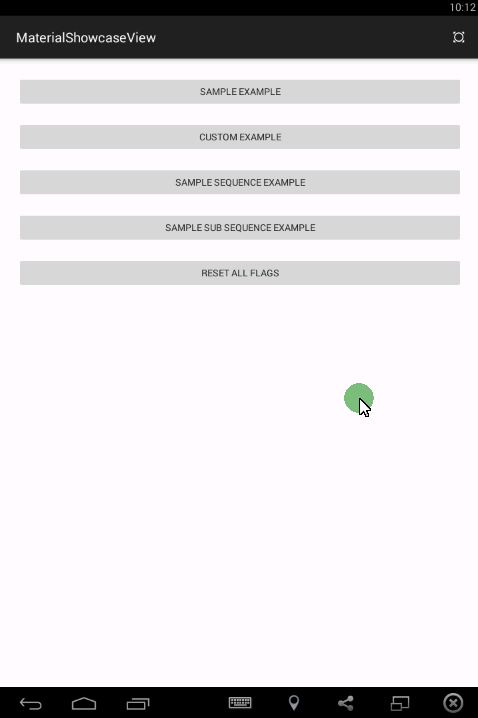 10:12
MaterialShowcaseView
SAMPLE EXAMPLE
CUSTOM EXAMPLE
SAMPLE SEQUENCE EXAMPLE
SAMPLE SUB SEQUENCE EXAMPLE
RESET ALL FLAGS